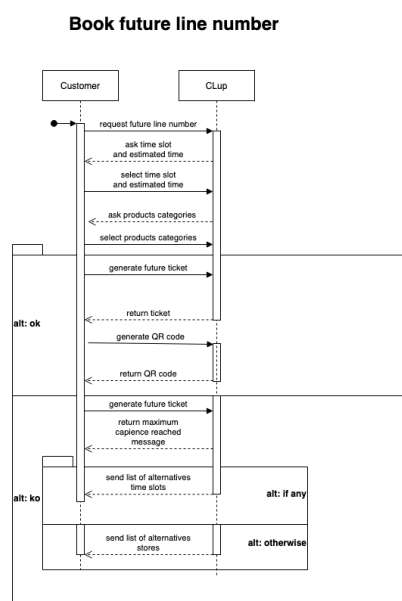 Book future line number
Customer
CLup
request future line number
ask time slot
and estimated time
select time slot
and estimated time
ask products categories
select products categories
generate future ticket
return ticket
alt: ok
generate QR code
return QR code
generate future ticket
return maximum
capience reached
message
send list of alternatives
time slots
alt: if any
alt: ko
send list of alternatives
stores
alt: otherwise